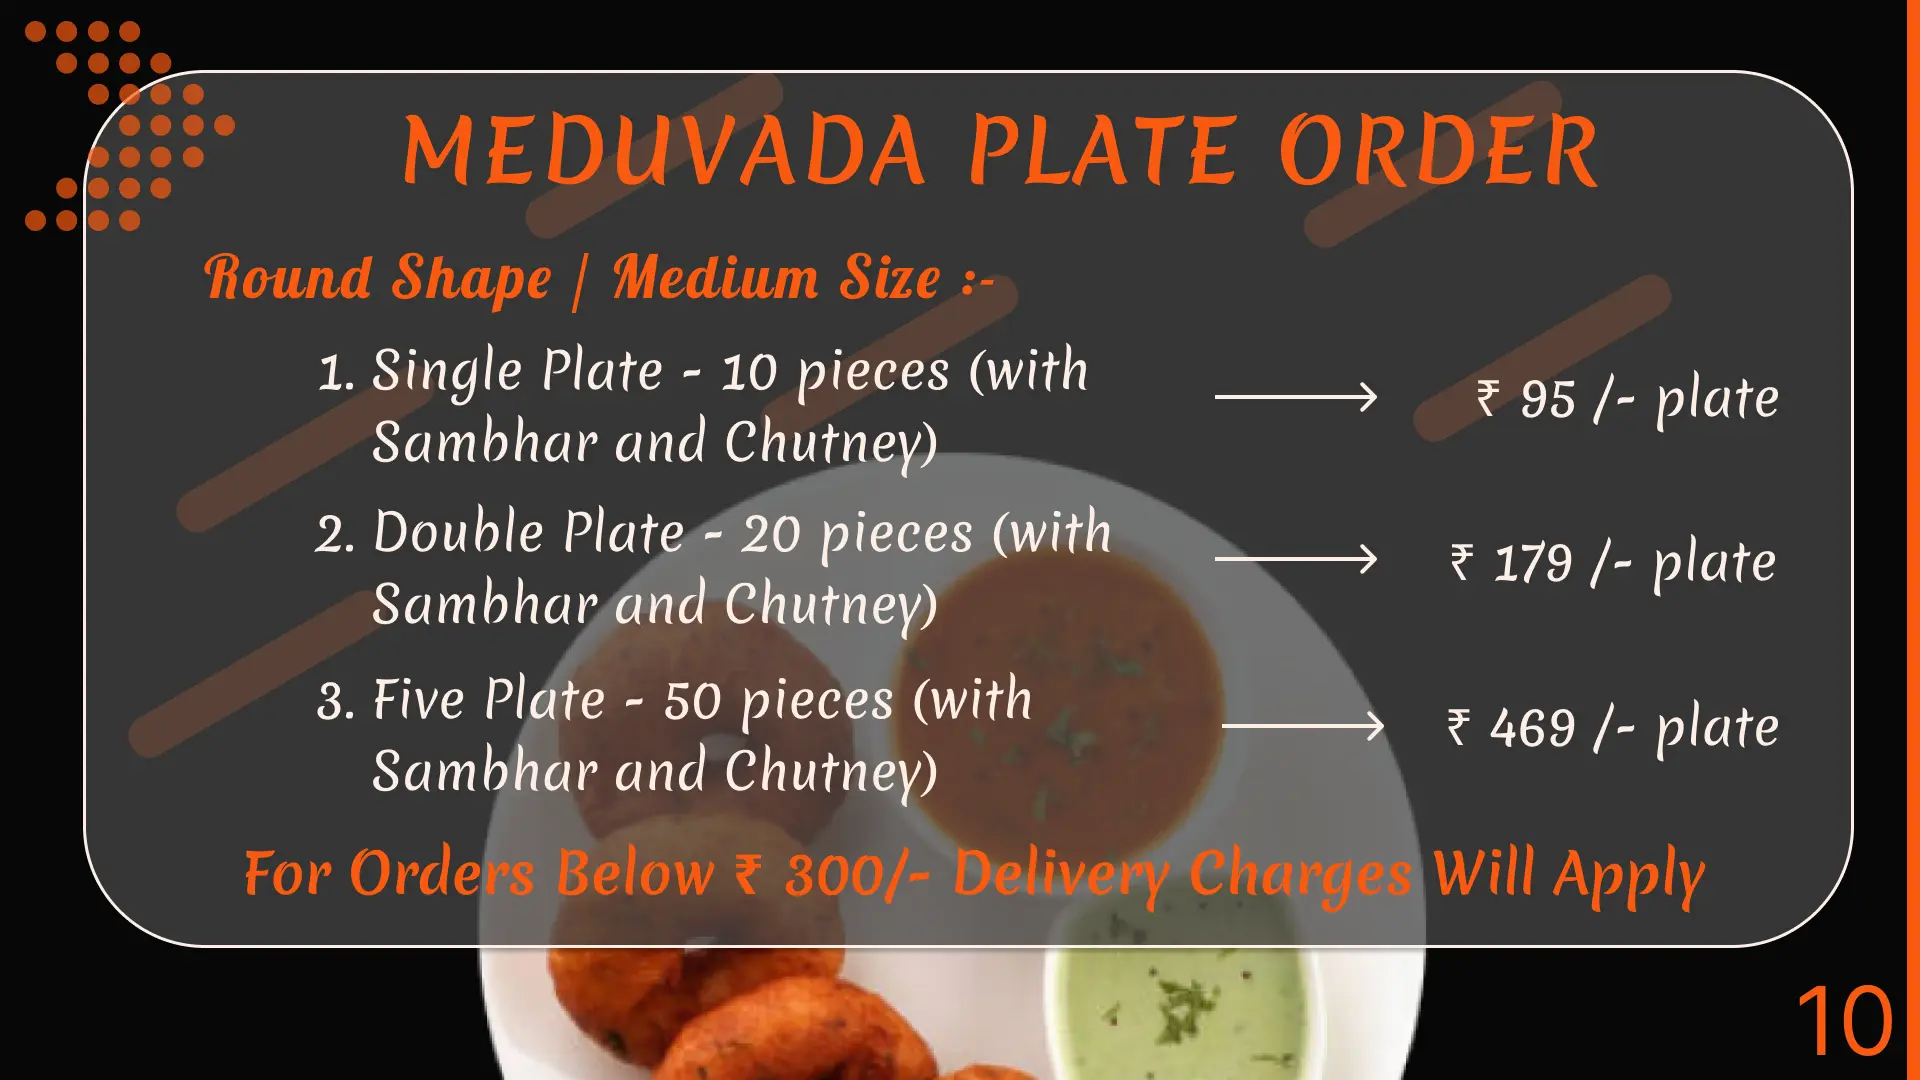 MEDUVADA PLATE ORDER
Round Shape / Medium Size :-
1. Single Plate - 10 pieces (with
Sambhar and Chutney)
₹ 95 /- plate
2. Double Plate - 20 pieces (with
Sambhar and Chutney)
₹ 179 /- plate
3. Five Plate - 50 pieces (with
Sambhar and Chutney)
₹ 469 /- plate
For Orders Below ₹ 300/- Delivery Charges Will Apply
10